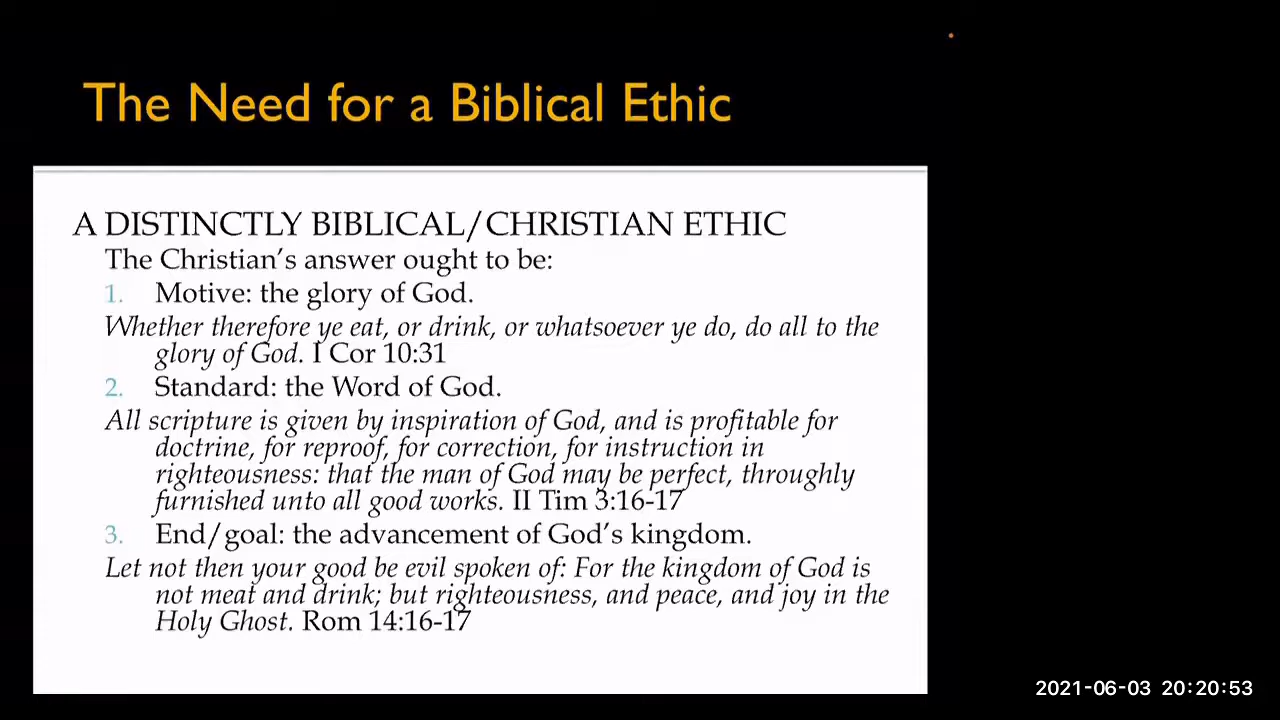 The Need for a Biblical Ethic
A DISTINCTLY BIBLICAL/CHRISTIAN ETHIC
The Christian’s answer ought to be:
1. Motive: the glory of God.
Whether therefore ye eat, or drink, or whatsoever ye do, do all to the
glory of God. I Cor 10:31
2. Standard: the Word of God.
All scripture is given by inspiration of God, and is profitable for
doctrine, for reproof, for correction, for instruction in
righteousness: that the man of God may be perfect, throughly
furnished unto all good works. II Tim 3:16-17
3. End/goal: the advancement of God’s kingdom.
Let not then your good be evil spoken of: For the kingdom of God is
not meat and drink; but righteousness, and peace, and joy in the
Holy Ghost. Rom 14:16-17
2021-06-03 20:20:53